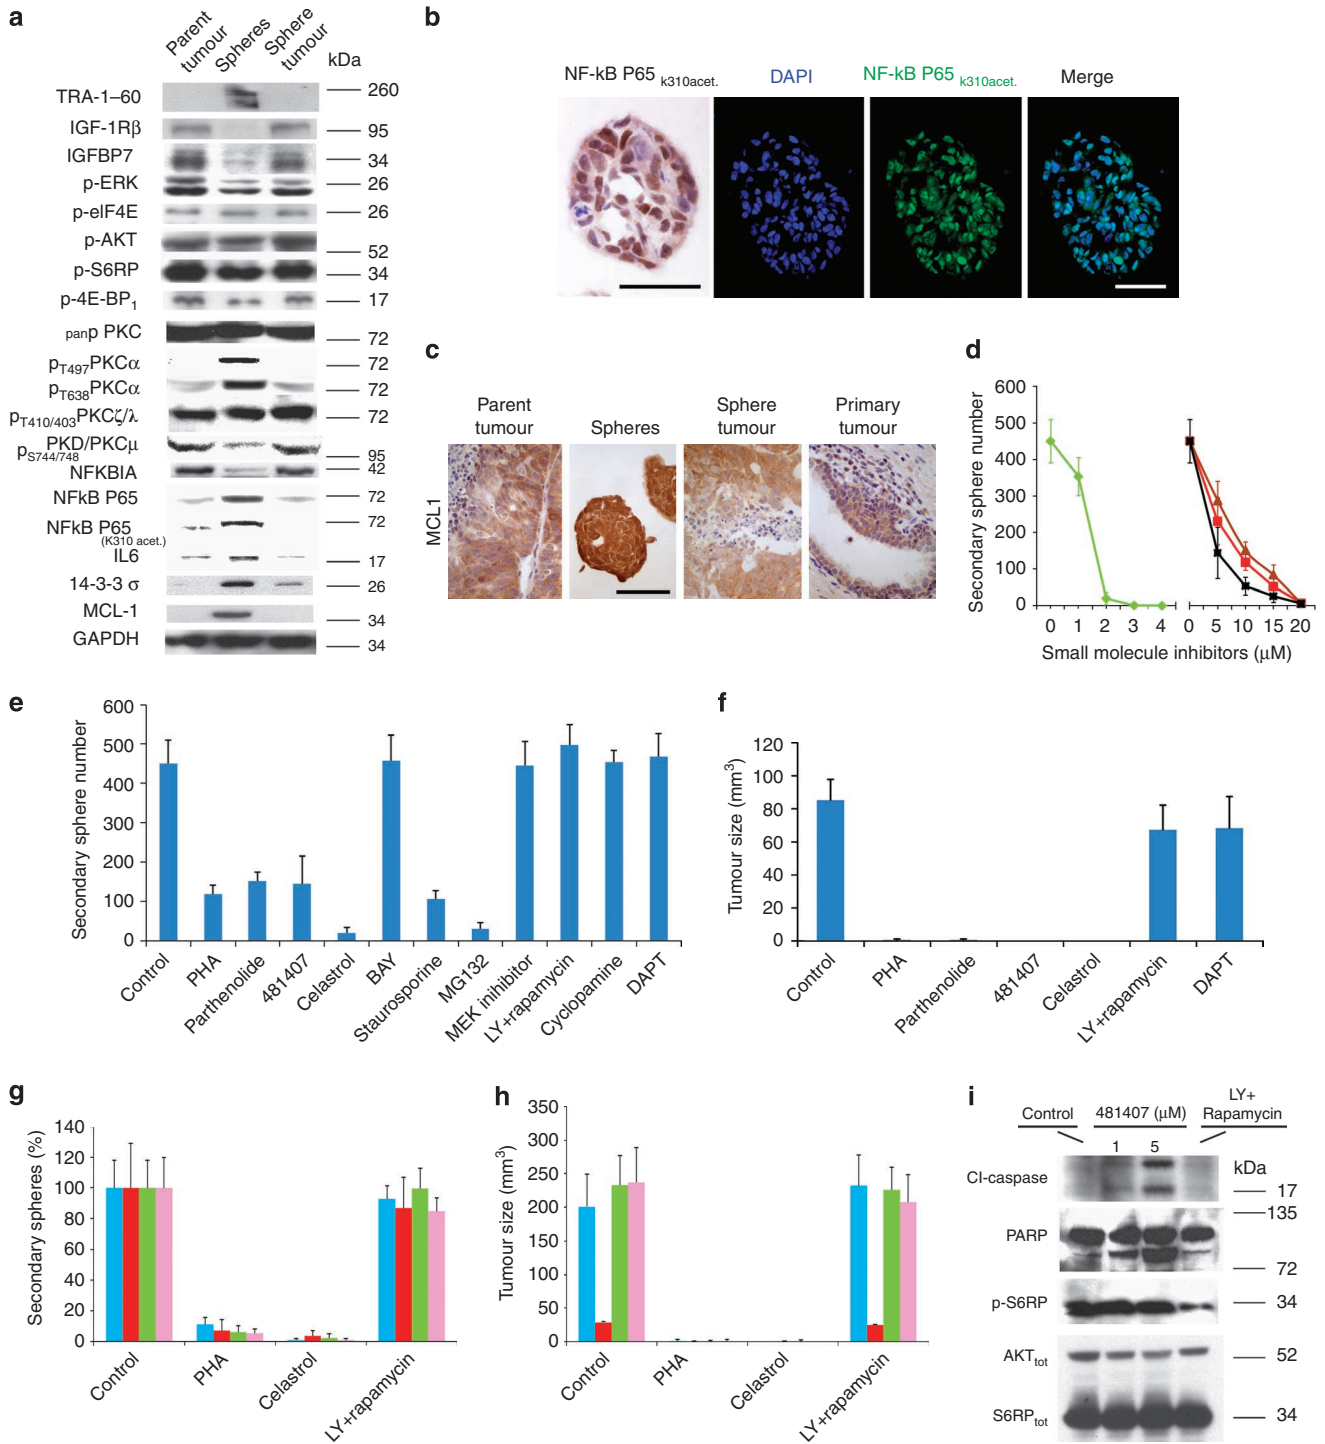 a
Parent tumour
Spheres
Sphere tumour
kDa
TRA-1–60
260
IGF-1Rβ
95
IGFBP7
34
p-ERK
26
p-eIF4E
26
p-AKT
52
p-S6RP
34
p-4E-BP1
17
panp PKC
72
pT497PKCα
72
pT638PKCα
72
pT410/403PKCζ/λ
72
pS744/748PKD/PKCμ
95
NFKBIA
42
NFkB P65
72
NFkB P65 (K310 acet.)
72
IL6
17
14-3-3 σ
26
MCL-1
34
GAPDH
34
b
NF-kB P65 k310acet.
DAPI
NF-kB P65 k310acet.
Merge
c
Parent tumour
Spheres
Sphere tumour
Primary tumour
MCL1
d
Secondary sphere number
600
500
400
300
200
100
0
0 1 2 3 4
0 5 10 15 20
Small molecule inhibitors (μM)
e
Secondary sphere number
600
500
400
300
200
100
0
Control
PHA
Parthenolide
481407
Celastrol
BAY
Staurosporine
MG132
MEK inihibitor
LY+rapamycin
Cyclopamine
DAPT
f
Tumour size (mm3)
120
100
80
60
40
20
0
Control
PHA
Parthenolide
481407
Celastrol
LY+rapamycin
DAPT
g
Secondary spheres (%)
140
120
100
80
60
40
20
0
Control
PHA
Celastrol
LY+rapamycin
h
Tumour size (mm3)
350
300
250
200
150
100
50
0
Control
PHA
Celastrol
LY+rapamycin
i
Control
481407 (μM)
LY+
Rapamycin
1 5
kDa
CI-caspase
17
135
PARP
72
p-S6RP
34
AKTtot
52
S6RPtot
34